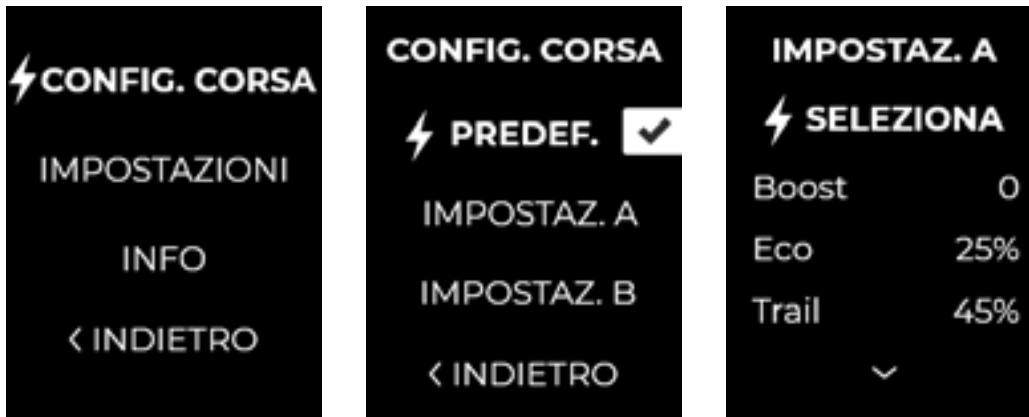 CONFIG. CORSA
IMPOSTAZIONI
INFO
< INDIETRO
CONFIG. CORSA
PREDEF.
IMPOSTAZ. A
IMPOSTAZ. B
< INDIETRO
IMPOSTAZ. A
SELEZIONA
Boost 0
Eco 25%
Trail 45%